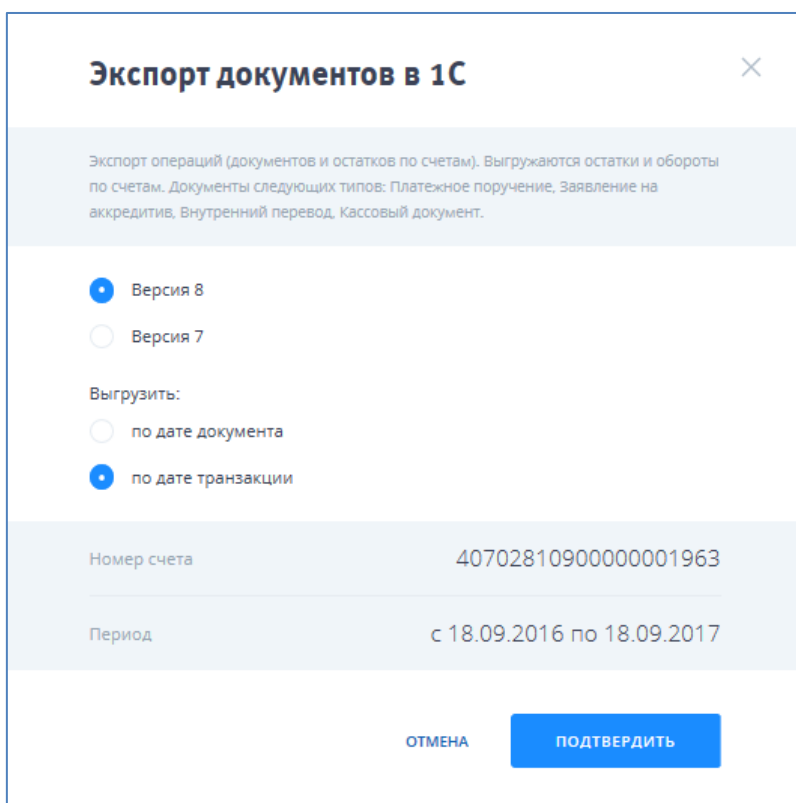 Экспорт документов в 1С
Экспорт операций (документов и остатков по счетам). Выгружаются остатки и обороты
по счетам. Документы следующих типов: Платежное поручение, Заявление на
аккредитив, Внутренний перевод, Кассовый документ.
Версия 8
Версия 7
Выгрузить:
по дате документа
по дате транзакции
Номер счета 40702810900000001963
Период с 18.09.2016 по 18.09.2017
ОТМЕНА ПОДТВЕРДИТЬ